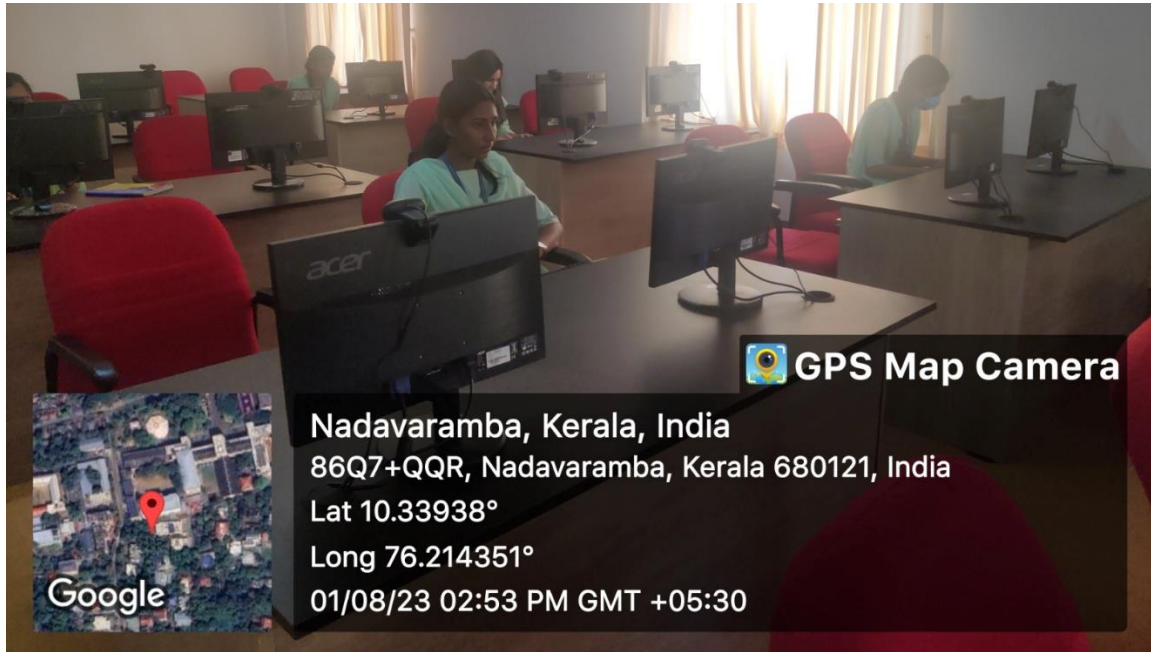 acer
GPS Map Camera
Nadavaramba, Kerala, India
86Q7+QQR, Nadavaramba, Kerala 680121, India
Lat 10.33938°
Long 76.214351°
01/08/23 02:53 PM GMT +05:30
Google